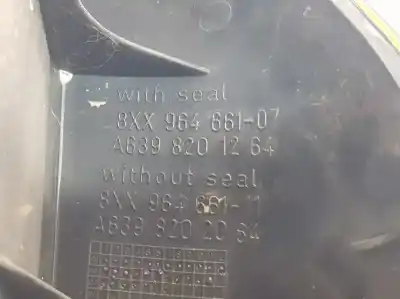 with seal
8XX 964 661-07
A639 820 12 64
without seal
8XX 964 661-11
A639 820 20 64